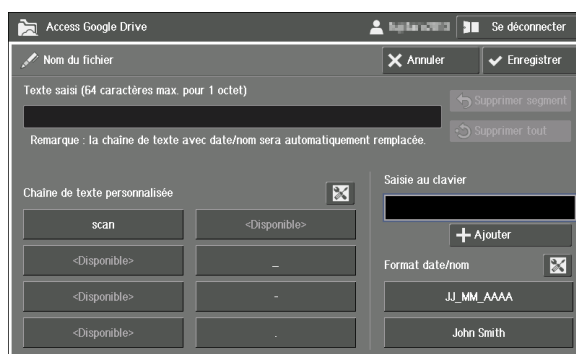 Access Google Drive
Se déconnecter
Nom du fichier
Annuler
Enregistrer
Texte saisi (64 caractères max. pour 1 octet)
Supprimer segment
Supprimer tout
Remarque : la chaîne de texte avec date/nom sera automatiquement remplacée.
Chaîne de texte personnalisée
Saisie au clavier
scan
<Disponible>
Ajouter
<Disponible>
_
Format date/nom
<Disponible>
-
JJ_MM_AAAA
<Disponible>
.
John Smith